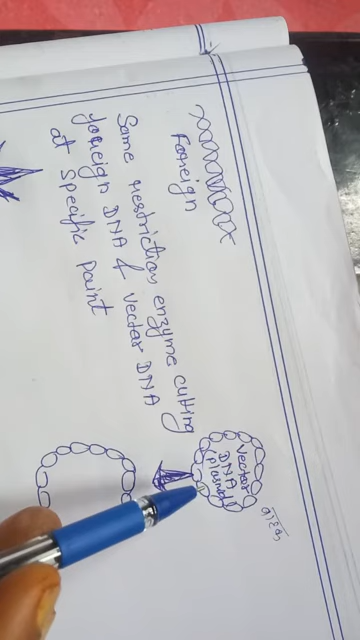 Foreign
Same restriction enzyme cutting
foreign DNA & vector DNA
at specific point
Vector
DNA
(plasmid)